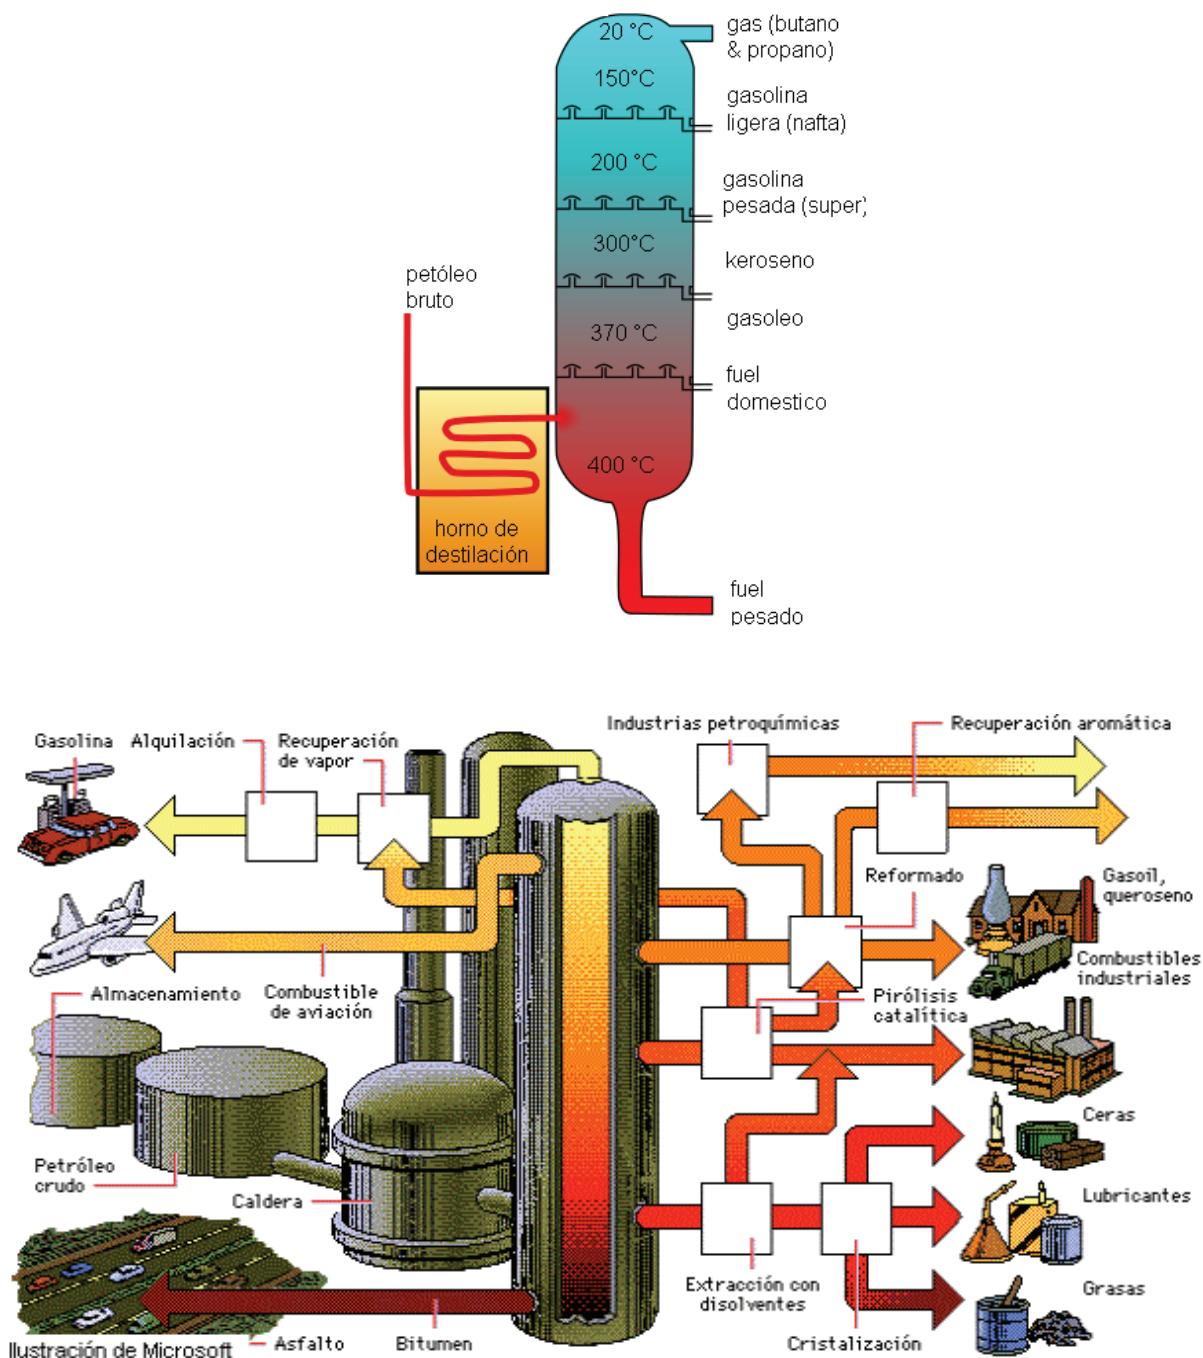 20 °C
gas (butano
& propano)
150°C
gasolina
ligera (nafta)
200 °C
gasolina
pesada (super)
300°C
keroseno
petóleo
bruto
gasoleo
370 °C
fuel
domestico
400 °C
horno de
destilación
fuel
pesado
Industrias petroquímicas
Recuperación aromática
Gasolina
Alquilación
Recuperación
de vapor
Reformado
Gasoil,
queroseno
Almacenamiento
Combustible
de aviación
Combustibles
industriales
Pirólisis
catalítica
Ceras
Petróleo
crudo
Caldera
Lubricantes
Extracción con
disolventes
Grasas
Cristalización
Asfalto
Bitumen
Ilustración de Microsoft